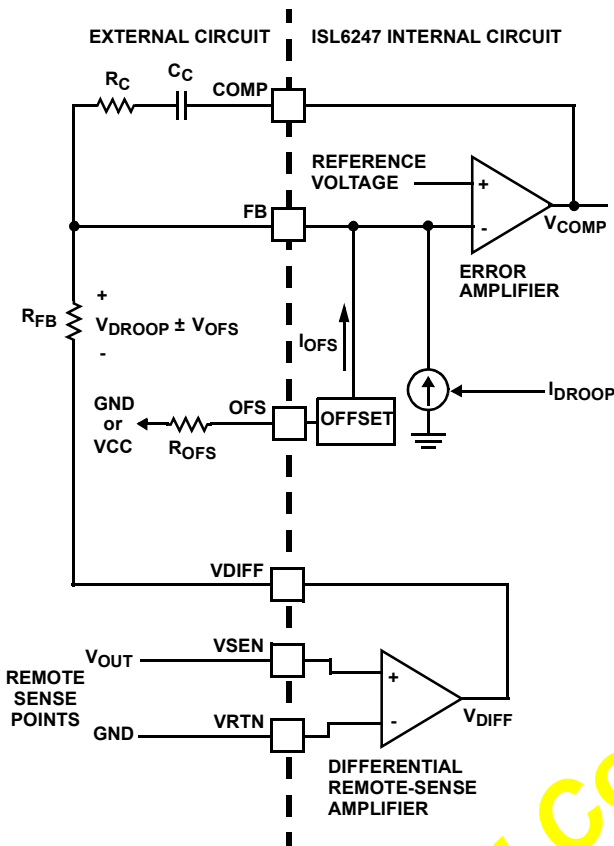 EXTERNAL CIRCUIT
ISL6247 INTERNAL CIRCUIT
RC
CC
COMP
REFERENCE
VOLTAGE
+
-
VCOMP
FB
ERROR
AMPLIFIER
RFB
+
VDROOP ± VOFS
-
IOFS
IDROOP
GND
or
VCC
ROFS
OFS
OFFSET
VDIFF
REMOTE
SENSE
POINTS
VOUT
VSEN
GND
VRTN
+
-
VDIFF
DIFFERENTIAL
REMOTE-SENSE
AMPLIFIER